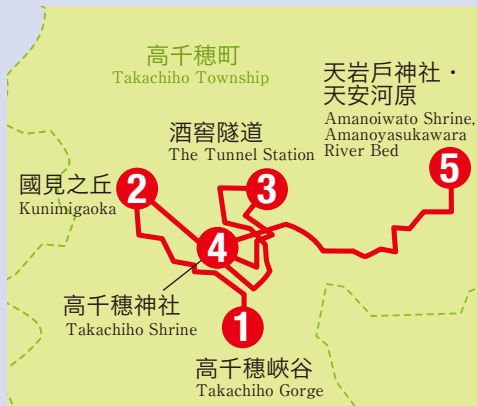 高千穂町
Takachiho Township
天岩戶神社・
天安河原
Amanoiwato Shrine,
Amanoyasukawara
River Bed
5
酒窖隧道
The Tunnel Station
3
國見之丘
Kunimigaoka
2
4
高千穂神社
Takachiho Shrine
1
高千穂峽谷
Takachiho Gorge